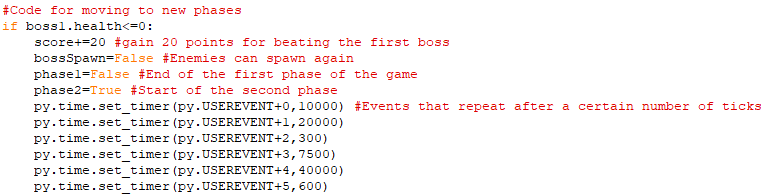 #Code for moving to new phases
if boss1.health<=0:
    score+=20 #gain 20 points for beating the first boss
    bossSpawn=False #Enemies can spawn again
    phase1=False #End of the first phase of the game
    phase2=True #Start of the second phase
    py.time.set_timer(py.USEREVENT+0,10000) #Events that repeat after a certain number of ticks
    py.time.set_timer(py.USEREVENT+1,20000)
    py.time.set_timer(py.USEREVENT+2,300)
    py.time.set_timer(py.USEREVENT+3,7500)
    py.time.set_timer(py.USEREVENT+4,40000)
    py.time.set_timer(py.USEREVENT+5,600)